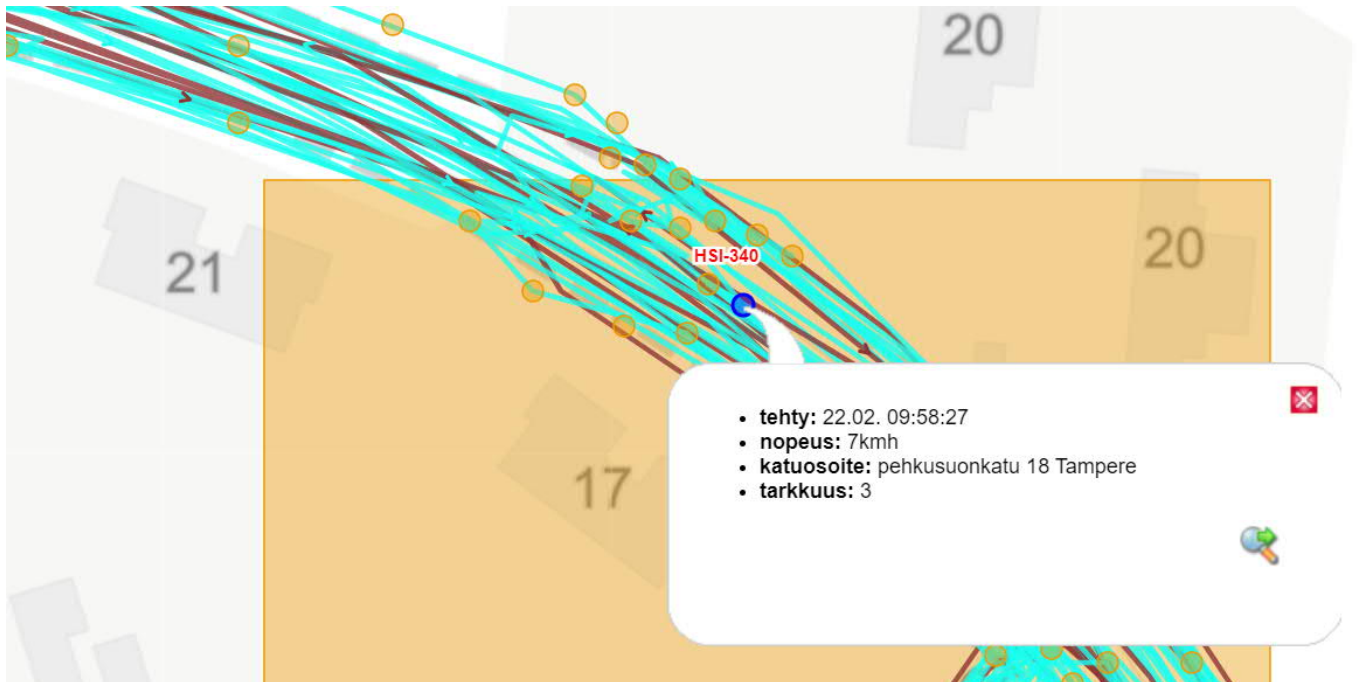 20
21
20
HSI-340
17
tehty: 22.02. 09:58:27
nopeus: 7kmh
katuosoite: pehkusuonkatu 18 Tampere
tarkkuus: 3